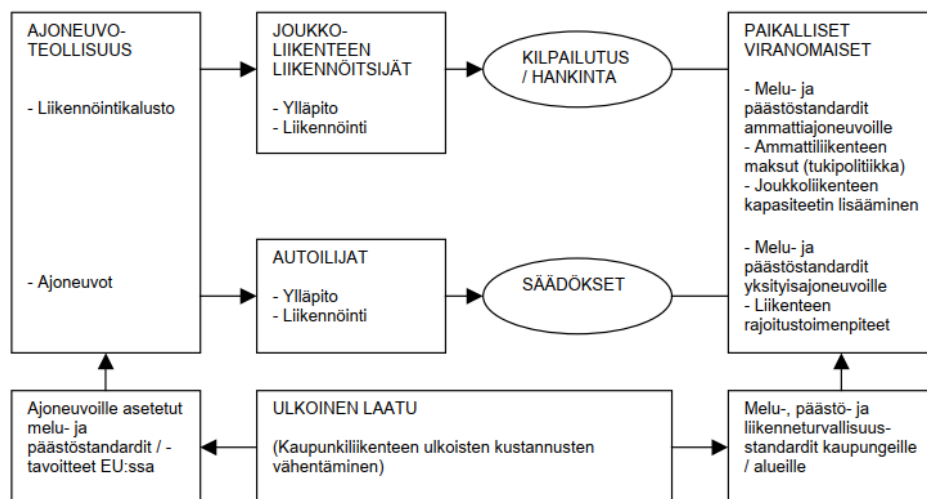 AJONEUVO-
TEOLLISUUS
- Liikennöintikalusto
- Ajoneuvot
JOUKKO-
LIIKENTEEN
LIIKENNÖITSIJÄT
- Ylläpito
- Liikennöinti
KILPAILUTUS
/ HANKINTA
PAIKALLISET
VIRANOMAISET
- Melu- ja
päästöstandardit
ammattiajoneuvoille
- Ammattiliikenteen
maksut (tukipolitiikka)
- Joukkoliikenteen
kapasiteetin lisääminen
- Melu- ja
päästöstandardit
yksityisajoneuvoille
- Liikenteen
rajoitustoimenpiteet
AUTOILIJAT
- Ylläpito
- Liikennöinti
SÄÄDÖKSET
Ajoneuvoille asetetut
melu- ja
päästöstandardit / -
tavoitteet EU:ssa
ULKOINEN LAATU
(Kaupunkiliikenteen ulkoisten kustannusten
vähentäminen)
Melu-, päästö- ja
liikenneturvallisuus-
standardit kaupungeille
/ alueille